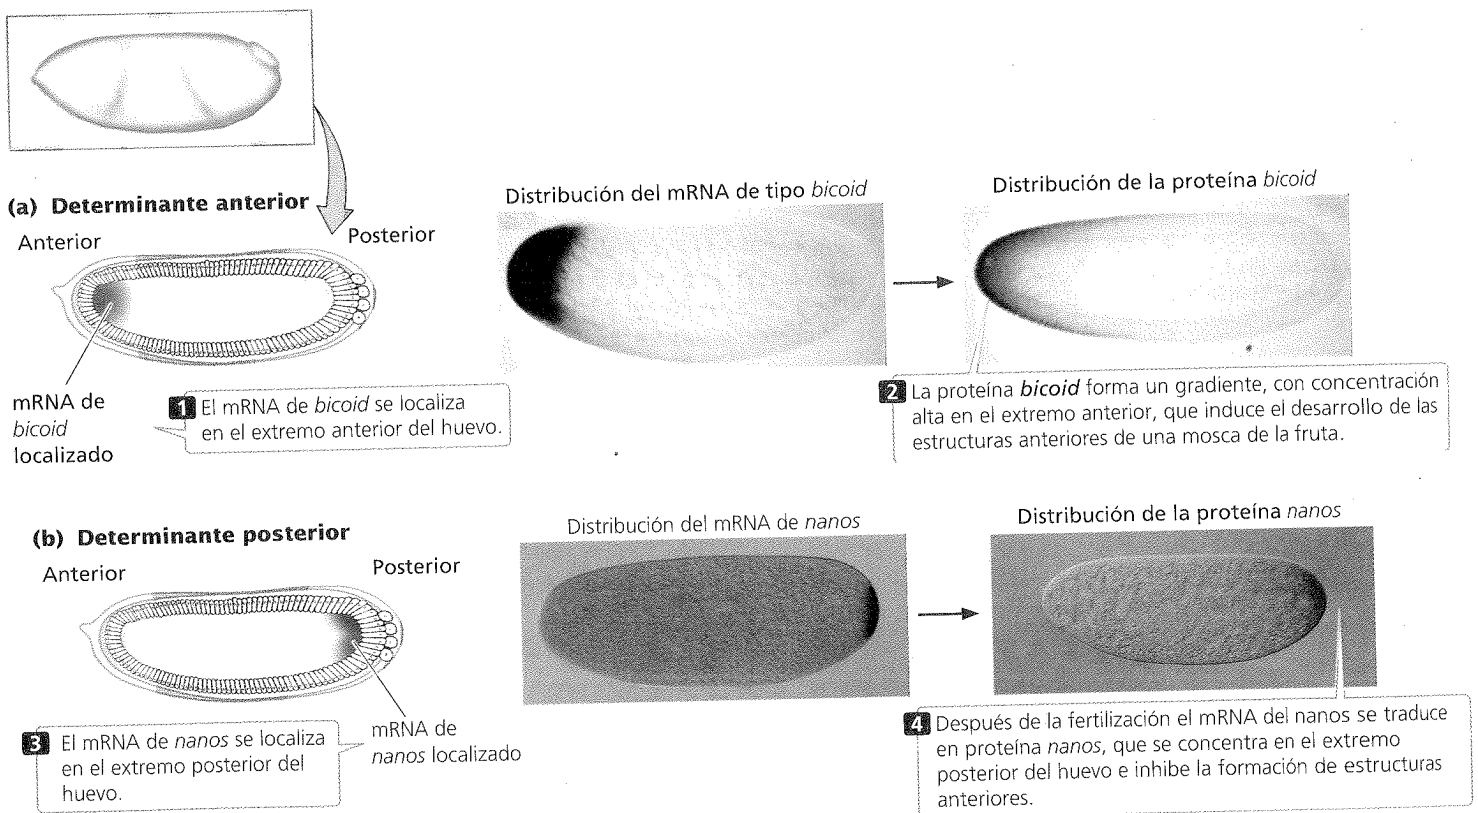 (a) Determinante anterior
Anterior
Posterior
mRNA de
bicoid
localizado
1 El mRNA de bicoid se localiza
en el extremo anterior del huevo.
Distribución del mRNA de tipo bicoid
Distribución de la proteína bicoid
2 La proteína bicoid forma un gradiente, con concentración
alta en el extremo anterior, que induce el desarrollo de las
estructuras anteriores de una mosca de la fruta.
(b) Determinante posterior
Anterior
Posterior
3 El mRNA de nanos se localiza
en el extremo posterior del
huevo.
mRNA de
nanos localizado
Distribución del mRNA de nanos
Distribución de la proteína nanos
4 Después de la fertilización el mRNA del nanos se traduce
en proteína nanos, que se concentra en el extremo
posterior del huevo e inhibe la formación de estructuras
anteriores.